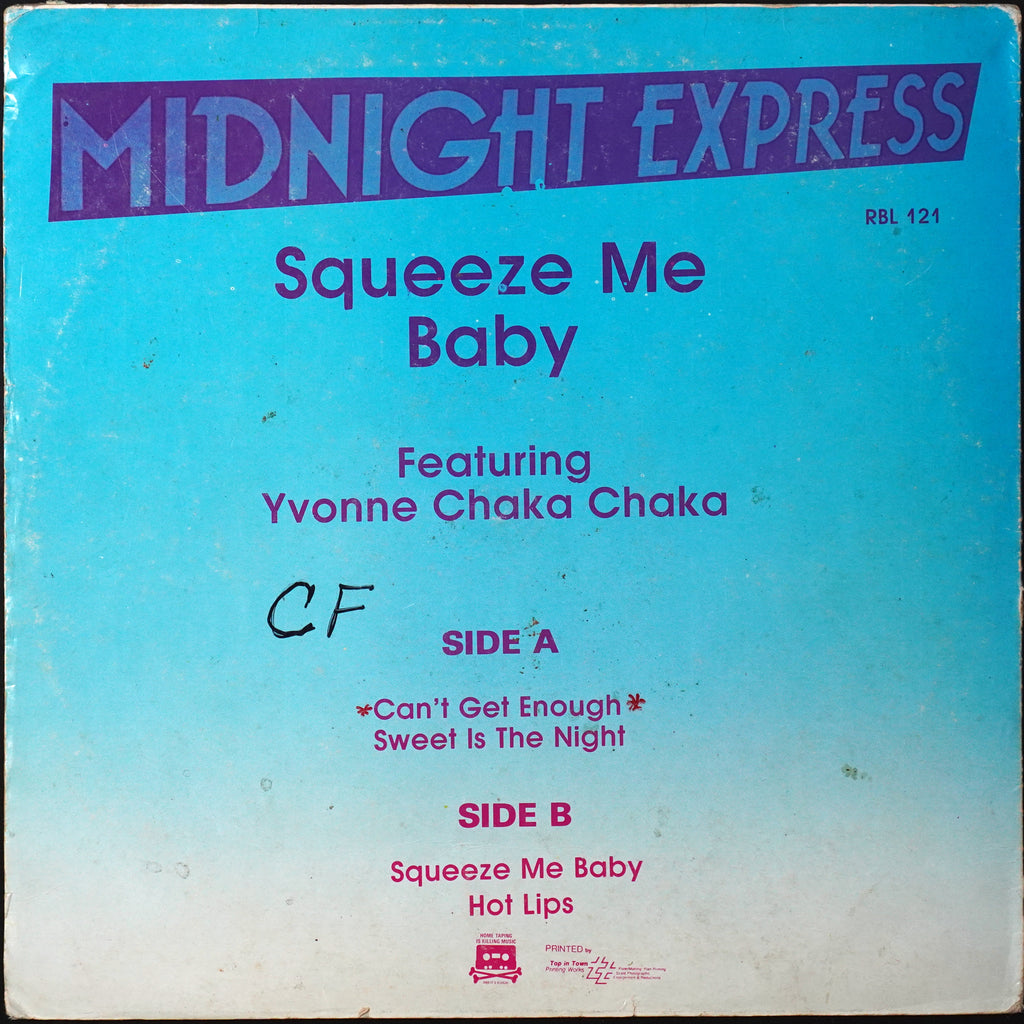 MIDNIGHT EXPRESS
RBL 121
Squeeze Me
Baby
Featuring
Yvonne Chaka Chaka
CF
SIDE A
*Can't Get Enough*
Sweet Is The Night
SIDE B
Squeeze Me Baby
Hot Lips
HOME TAPING
IS KILLING MUSIC
PRINTED by
Top in Town
Printing Works